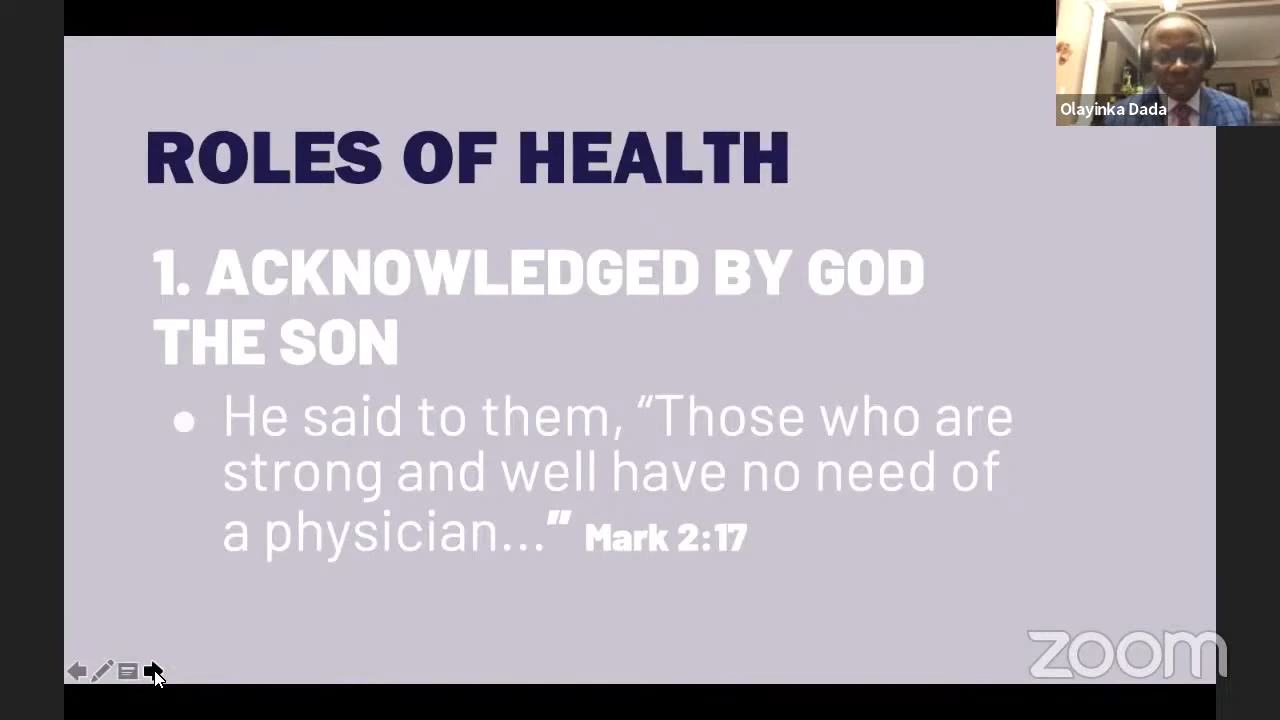 Olayinka Dada
ROLES OF HEALTH
1. ACKNOWLEDGED BY GOD
THE SON
● He said to them, “Those who are
strong and well have no need of
a physician...” Mark 2:17
zoom